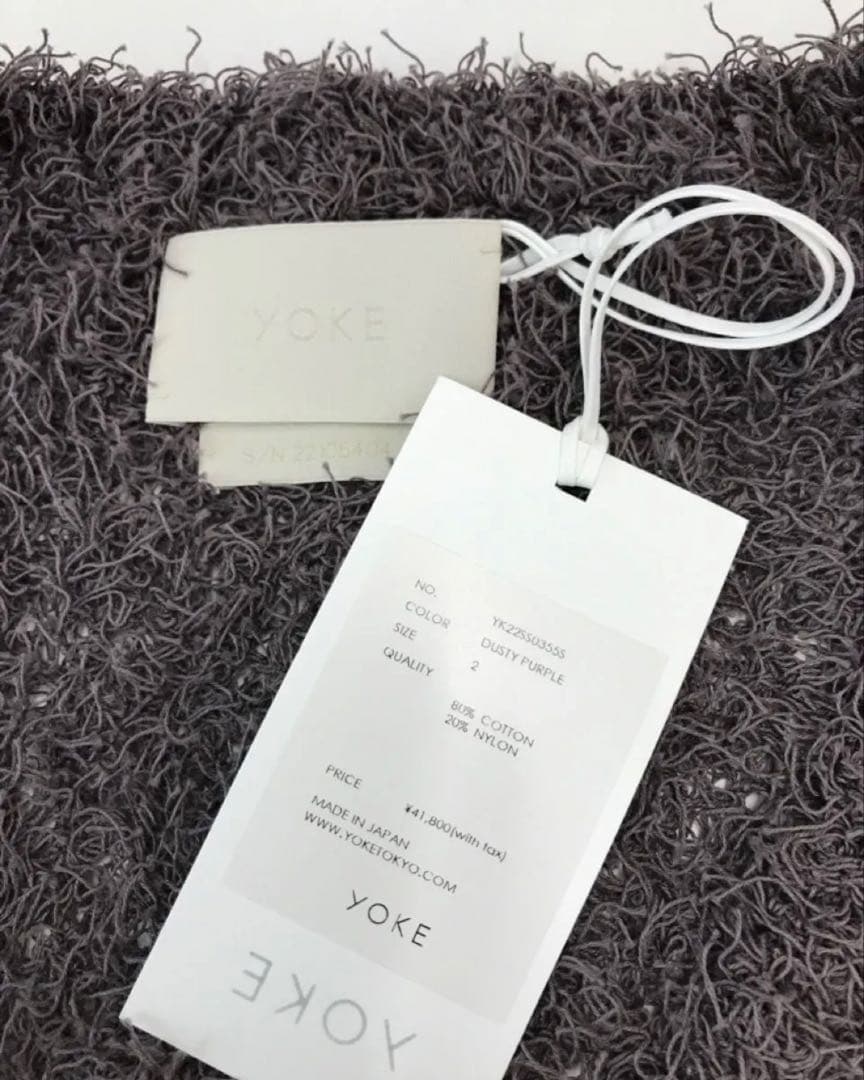 YOKE
S/N
NO. YK22SS0355S
COLOR DUSTY PURPLE
SIZE 2
QUALITY
80% COTTON
20% NYLON
PRICE ¥41,800(with tax)
MADE IN JAPAN
WWW.YOKETOKYO.COM
YOKE
YOKE